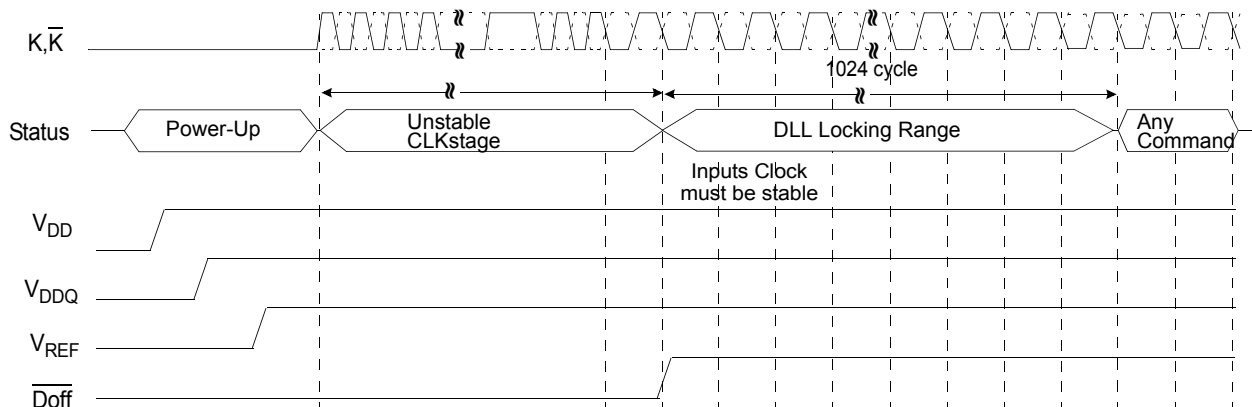 K,K̅
1024 cycle
Status
Power-Up
Unstable
CLKstage
DLL Locking Range
Any
Command
Inputs Clock
must be stable
VDD
VDDQ
VREF
D̅o̅f̅f̅